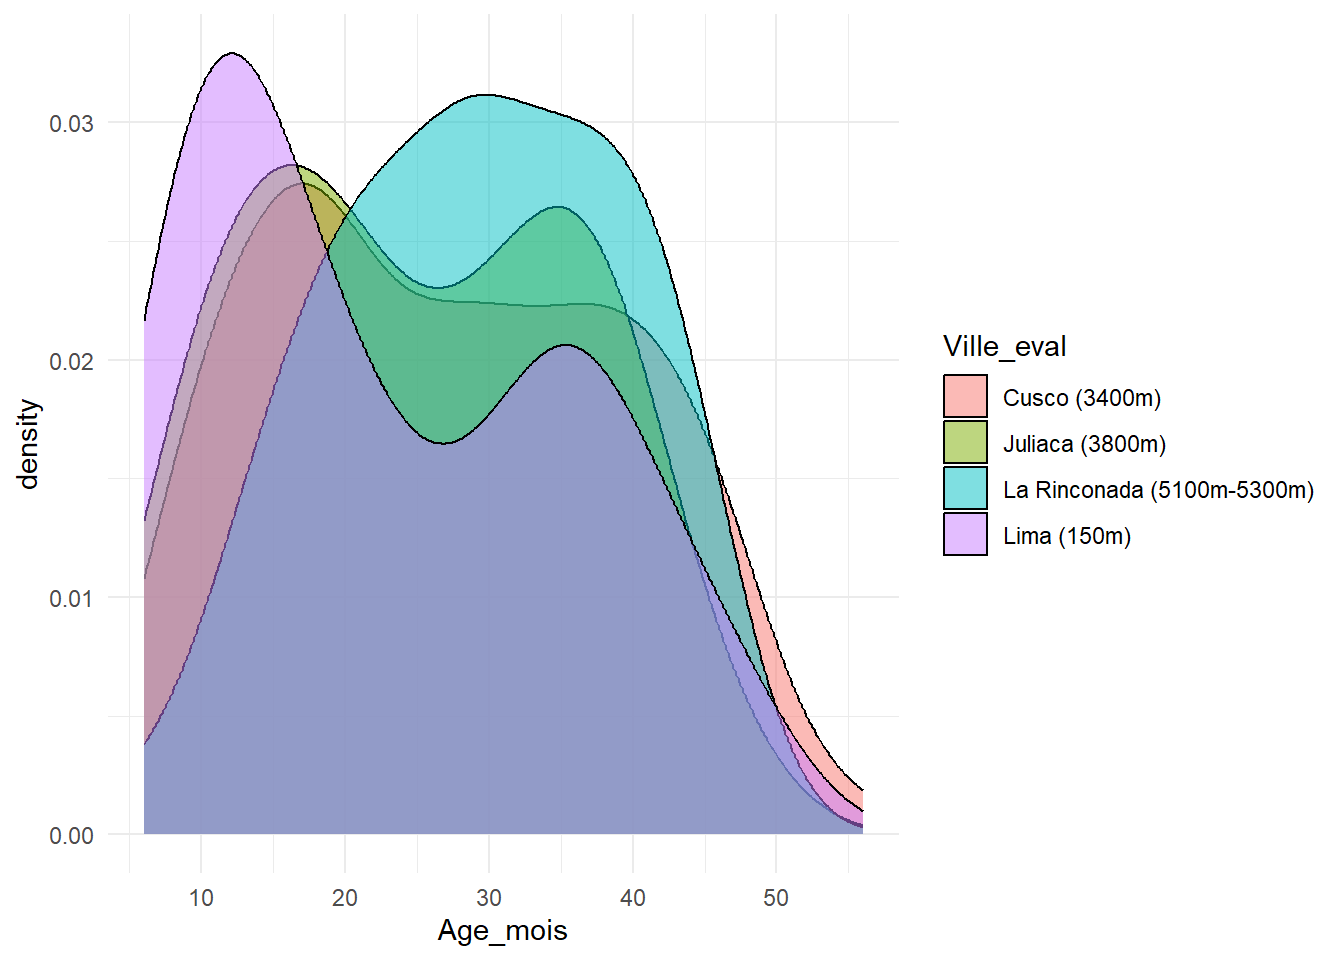 0.03
0.02
0.01
0.00
density
10 20 30 40 50
Age_mois
Ville_eval
Cusco (3400m)
Juliaca (3800m)
La Rinconada (5100m-5300m)
Lima (150m)